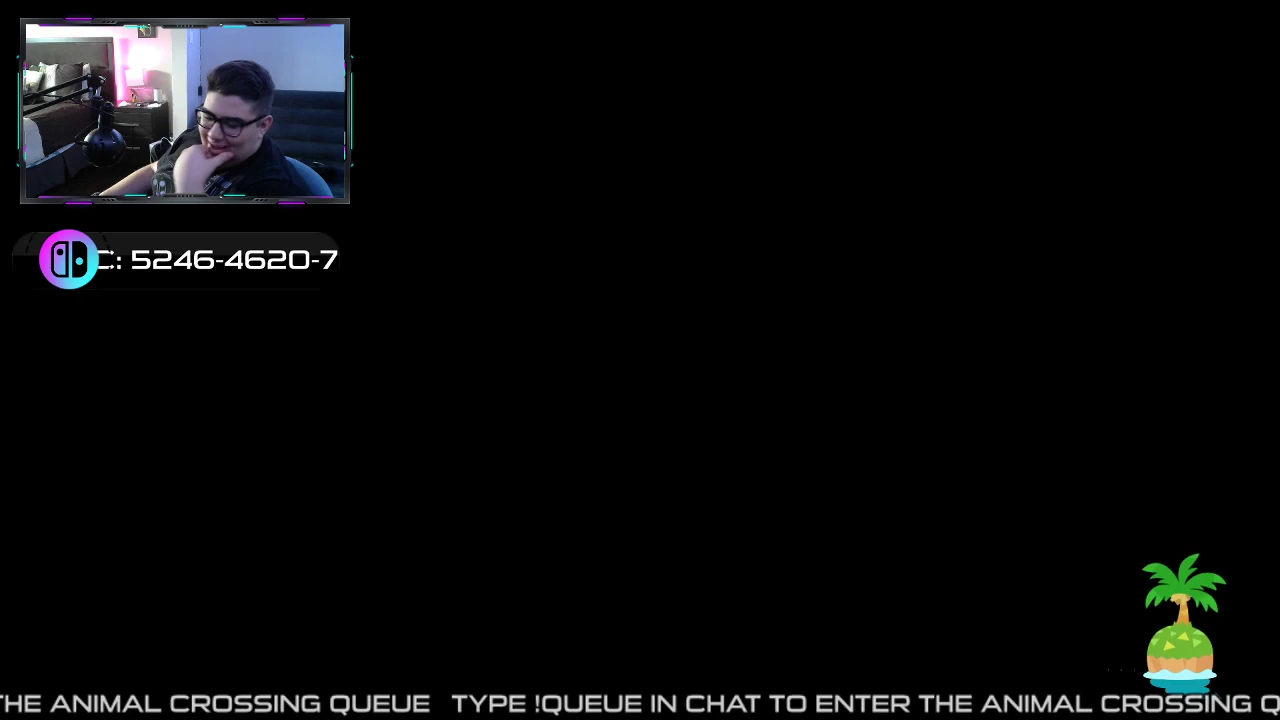 C: 5246-4620-7
THE ANIMAL CROSSING QUEUE TYPE !QUEUE IN CHAT TO ENTER THE ANIMAL CROSSING Q